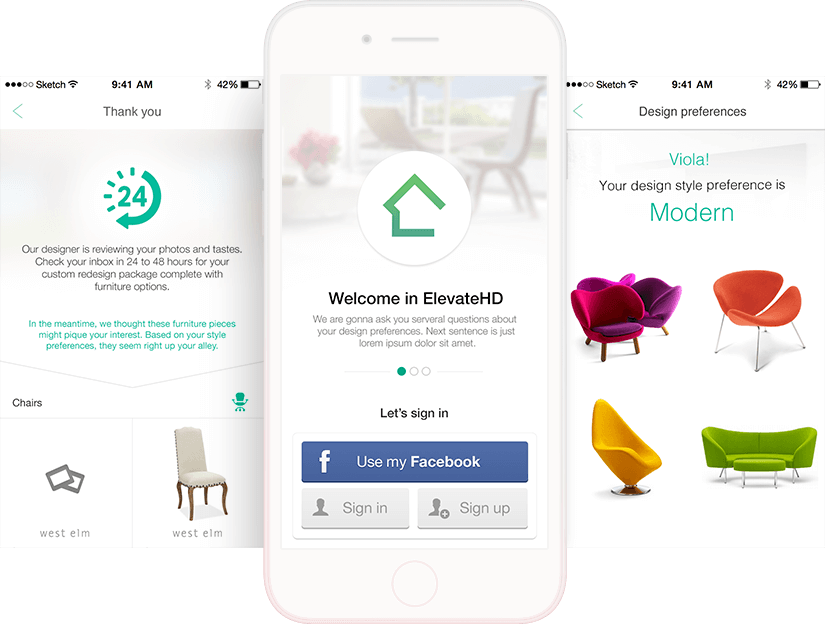 Sketch 9:41 AM 42%
Thank you
24
Our designer is reviewing your photos and tastes.
Check your inbox in 24 to 48 hours for your
custom redesign package complete with
furniture options.
In the meantime, we thought these furniture pieces
might pique your interest. Based on your style
preferences, they seem right up your alley.
Chairs
west elm
west elm
Welcome in ElevateHD
We are gonna ask you serveral questions about
your design preferences. Next sentence is just
lorem ipsum dolor sit amet.
Let's sign in
f Use my Facebook
Sign in
Sign up
Sketch 9:41 AM 42%
Design preferences
Viola!
Your design style preference is
Modern